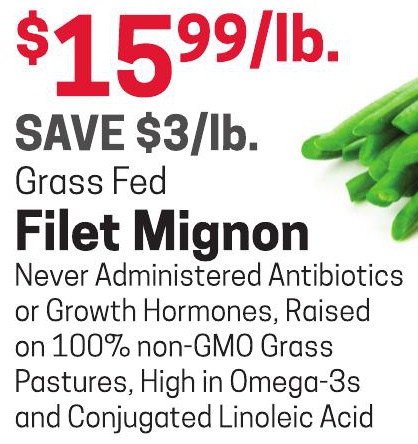 $15 99/lb.
SAVE $3/lb.
Grass Fed
Filet Mignon
Never Administered Antibiotics
or Growth Hormones, Raised
on 100% non-GMO Grass
Pastures, High in Omega-3s
and Conjugated Linoleic Acid